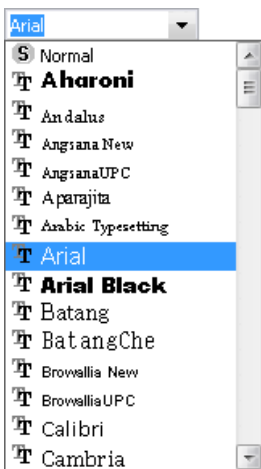 Arial
Normal
Aharoni
Andalus
Angsana New
AngsanaUPC
Aparajita
Arabic Typesetting
Arial
Arial Black
Batang
BatangChe
Browallia New
BrowalliaUPC
Calibri
Cambria